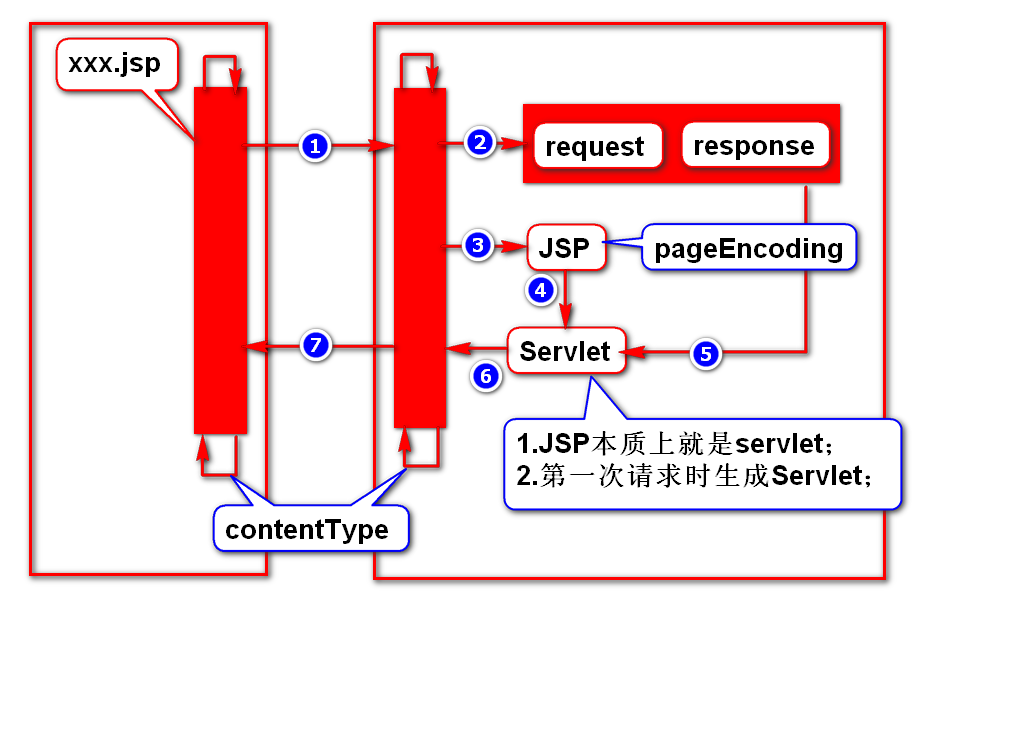 xxx.jsp
1
2
request
response
3
JSP
pageEncoding
4
7
Servlet
5
6
1.JSP本质上就是servlet；
2.第一次请求时生成Servlet；
contentType